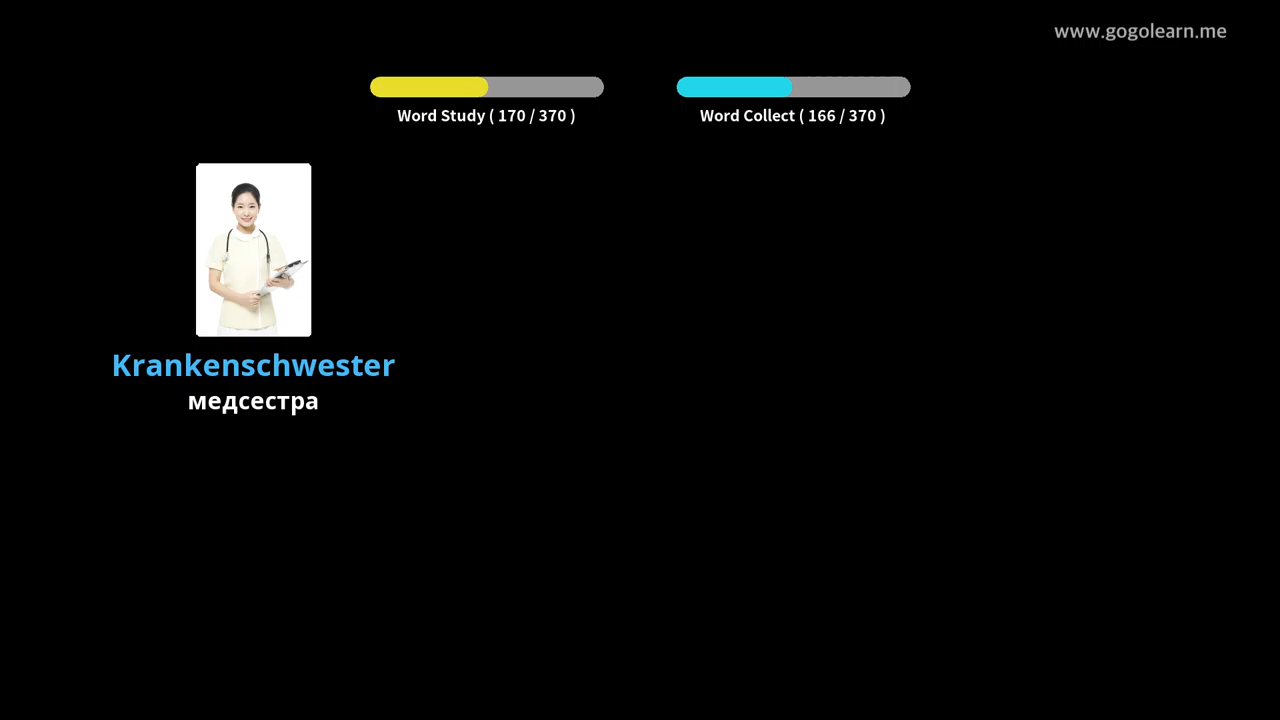 www.gogolearn.me
Word Study ( 170 / 370 )
Word Collect ( 166 / 370 )
Krankenschwester
медсестра